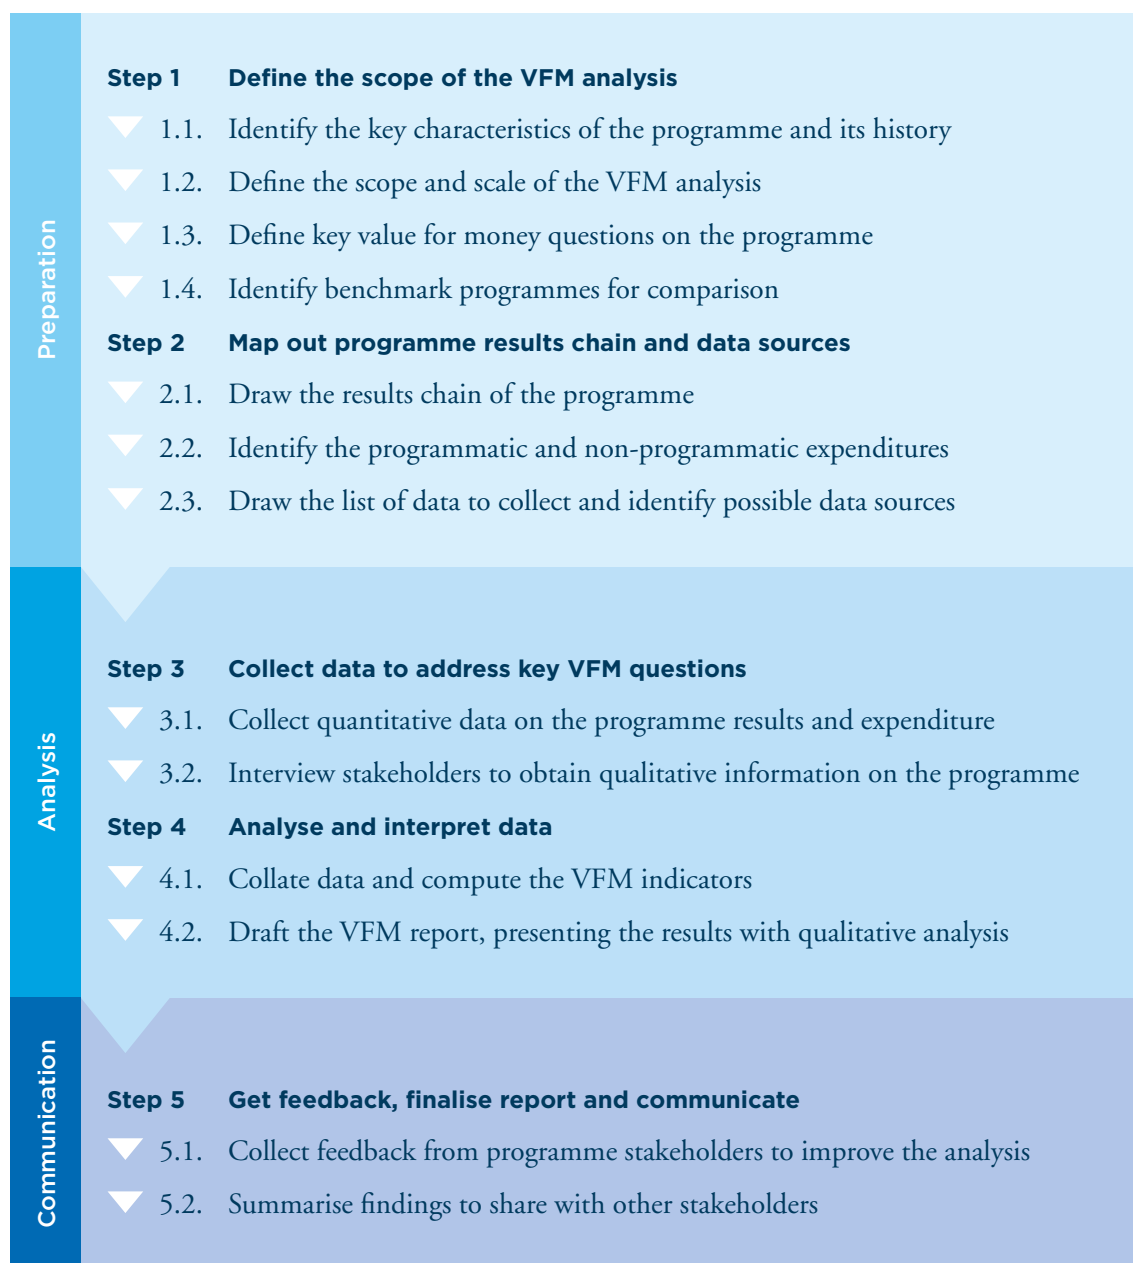 Preparation
Step 1 Define the scope of the VFM analysis
1.1. Identify the key characteristics of the programme and its history
1.2. Define the scope and scale of the VFM analysis
1.3. Define key value for money questions on the programme
1.4. Identify benchmark programmes for comparison
Step 2 Map out programme results chain and data sources
2.1. Draw the results chain of the programme
2.2. Identify the programmatic and non-programmatic expenditures
2.3. Draw the list of data to collect and identify possible data sources
Analysis
Step 3 Collect data to address key VFM questions
3.1. Collect quantitative data on the programme results and expenditure
3.2. Interview stakeholders to obtain qualitative information on the programme
Step 4 Analyse and interpret data
4.1. Collate data and compute the VFM indicators
4.2. Draft the VFM report, presenting the results with qualitative analysis
Communication
Step 5 Get feedback, finalise report and communicate
5.1. Collect feedback from programme stakeholders to improve the analysis
5.2. Summarise findings to share with other stakeholders